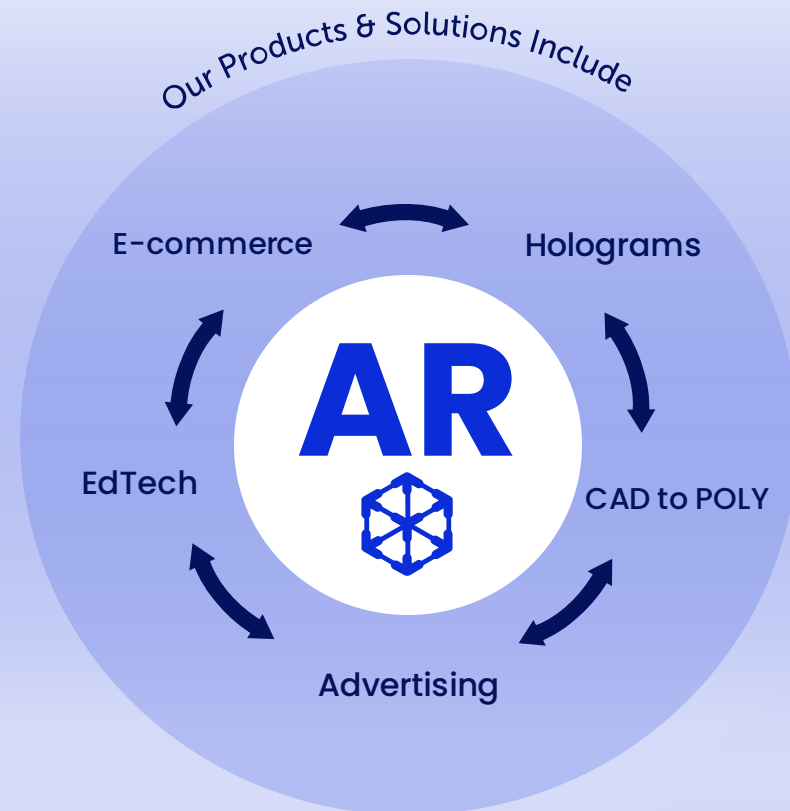 Our Products & Solutions Include
E-commerce
Holograms
AR
EdTech
CAD to POLY
Advertising